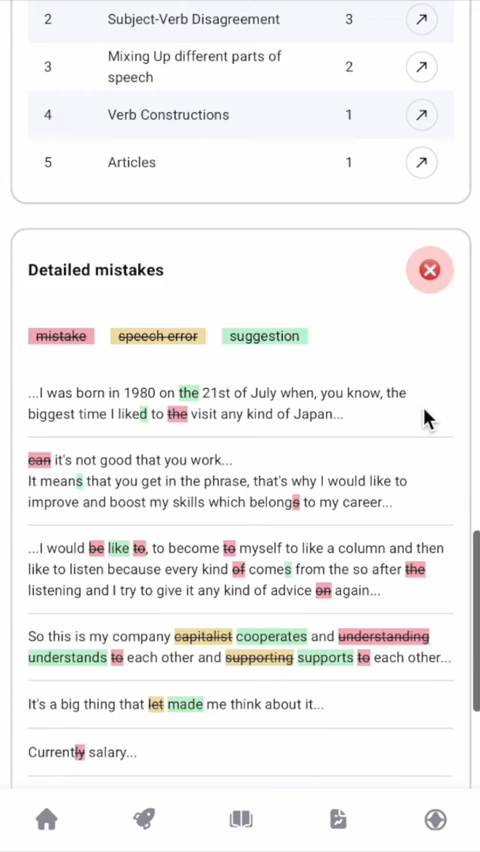 2 Subject-Verb Disagreement 3
3 Mixing Up different parts of
speech 2
4 Verb Constructions 1
5 Articles 1
Detailed mistakes
mistake speech error suggestion
...I was born in 1980 on the 21st of July when, you know, the
biggest time I liked to the visit any kind of Japan...
can it's not good that you work...
It means that you get in the phrase, that's why I would like to
improve and boost my skills which belongs to my career...
...I would be like to, to become to myself to like a column and then
like to listen because every kind of comes from the so after the
listening and I try to give it any kind of advice on again...
So this is my company capitalist cooperates and understanding
understands to each other and supporting supports to each other...
It's a big thing that let made me think about it...
Currently salary...